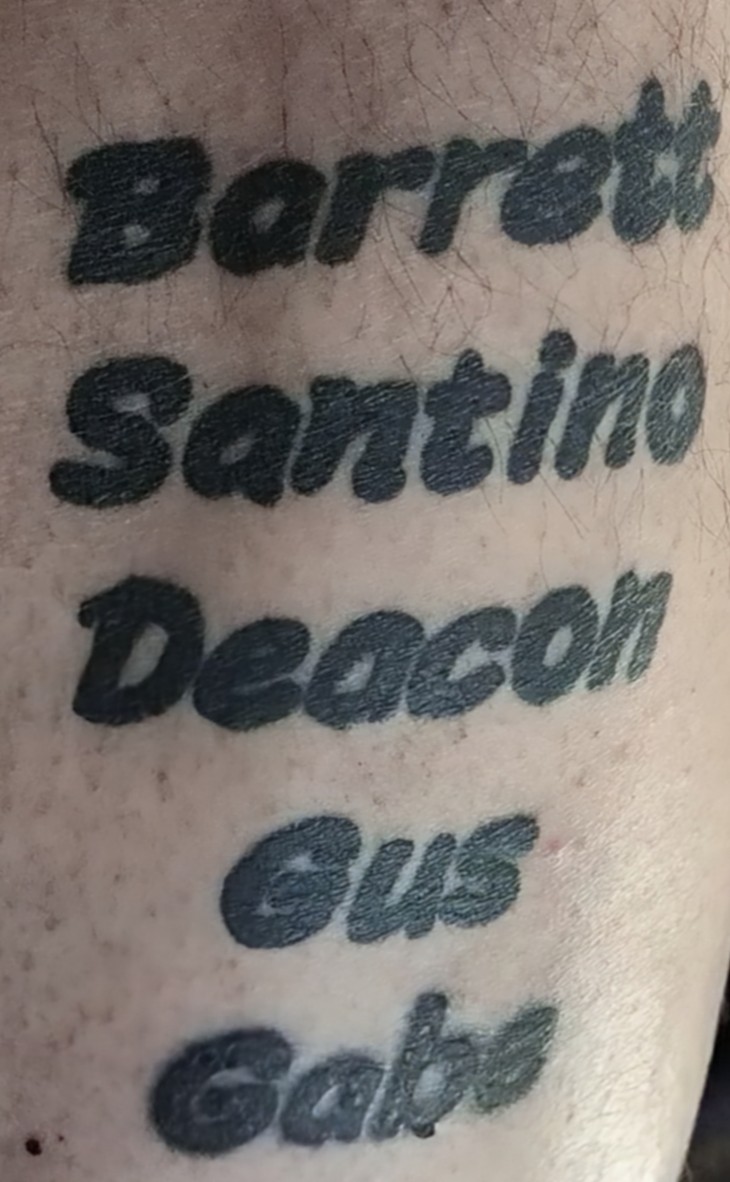 Barrett
Santino
Deacon
Gus
Gabe